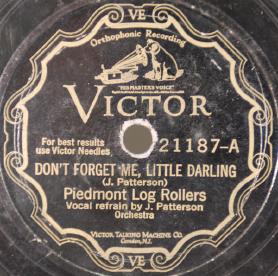 VE
Orthophonic Recording
"HIS MASTER'S VOICE"
VICTOR
For best results
use Victor Needles
21187-A
DON'T FORGET ME, LITTLE DARLING
(J. Patterson)
Piedmont Log Rollers
Vocal refrain by J. Patterson
Orchestra
VICTOR TALKING MACHINE CO.
Camden, N.J.
VE